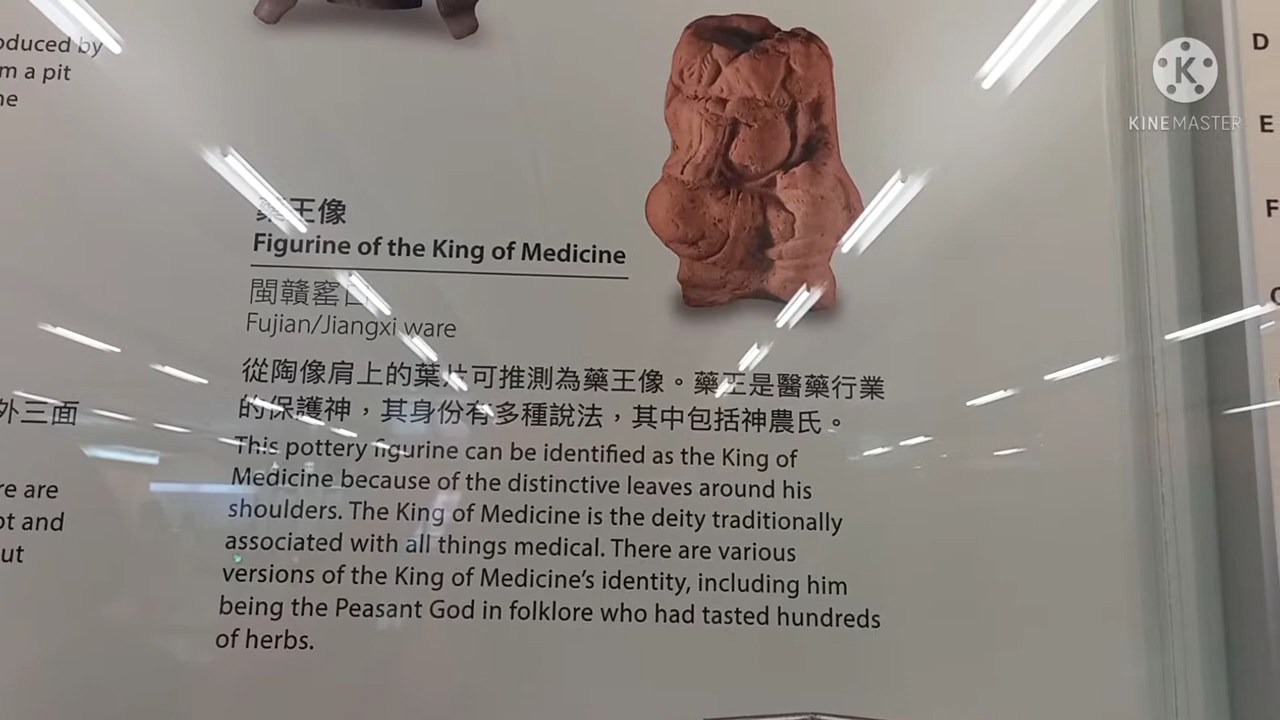 oduced by
m a pit
ne
藥王像
Figurine of the King of Medicine
閩贛窰口
Fujian/Jiangxi ware
從陶像肩上的葉片可推測為藥王像。藥王是醫藥行業
的保護神，其身份有多種說法，其中包括神農氏。
This pottery figurine can be identified as the King of
Medicine because of the distinctive leaves around his
shoulders. The King of Medicine is the deity traditionally
associated with all things medical. There are various
versions of the King of Medicine's identity, including him
being the Peasant God in folklore who had tasted hundreds
of herbs.
外三面
re are
ot and
ut
K
KINEMASTER
D
E
F